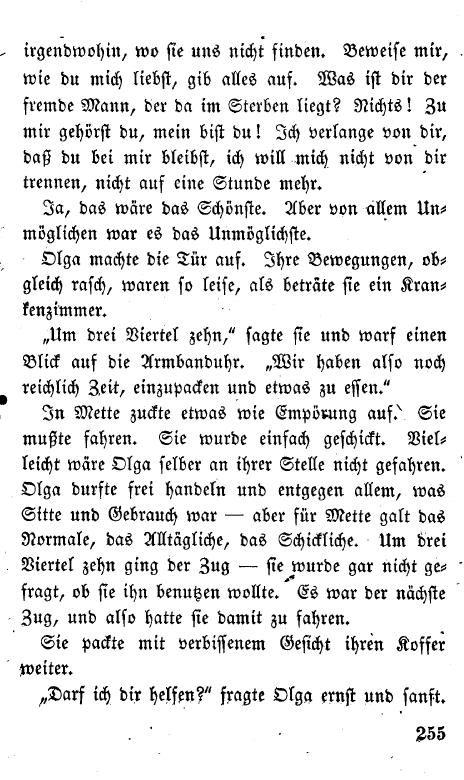 irgendwohin, wo sie uns nicht finden. Beweise mir,
wie du mich liebst, gib alles auf. Was ist dir der
fremde Mann, der da im Sterben liegt? Nichts! Zu
mir gehörst du, mein bist du! Ich verlange von dir,
daß du bei mir bleibst, ich will mich nicht von dir
trennen, nicht auf eine Stunde mehr.
Ja, das wäre das Schönste. Aber von allem Un-
möglichen war es das Unmöglichste.
Olga machte die Tür auf. Ihre Bewegungen, ob-
gleich rasch, waren so leise, als beträte sie ein Kran-
kenzimmer.
„Um drei Viertel zehn,“ sagte sie und warf einen
Blick auf die Armbanduhr. „Wir haben also noch
reichlich Zeit, einzupacken und etwas zu essen.“
In Mette zuckte etwas wie Empörung auf. Sie
mußte fahren. Sie wurde einfach geschickt. Viel-
leicht wäre Olga selber an ihrer Stelle nicht gefahren.
Olga durfte frei handeln und entgegen allem, was
Sitte und Gebrauch war — aber für Mette galt das
Normale, das Alltägliche, das Schickliche. Um drei
Viertel zehn ging der Zug — sie wurde gar nicht ge-
fragt, ob sie ihn benutzen wollte. Es war der nächste
Zug, und also hatte sie damit zu fahren.
Sie packte mit verbissenem Gesicht ihren Koffer
weiter.
„Darf ich dir helfen?“ fragte Olga ernst und sanft.
255